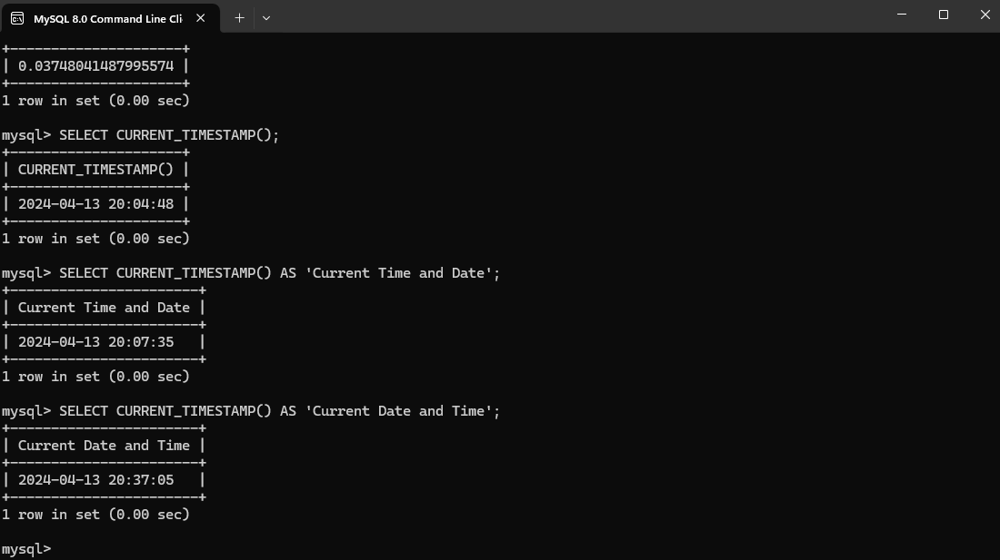 MySQL 8.0 Command Line Cli
+---------------------+
| 0.03748041487995574 |
+---------------------+
1 row in set (0.00 sec)
mysql> SELECT CURRENT_TIMESTAMP();
+---------------------+
| CURRENT_TIMESTAMP() |
+---------------------+
| 2024-04-13 20:04:48 |
+---------------------+
1 row in set (0.00 sec)
mysql> SELECT CURRENT_TIMESTAMP() AS 'Current Time and Date';
+-----------------------+
| Current Time and Date |
+-----------------------+
| 2024-04-13 20:07:35   |
+-----------------------+
1 row in set (0.00 sec)
mysql> SELECT CURRENT_TIMESTAMP() AS 'Current Date and Time';
+-----------------------+
| Current Date and Time |
+-----------------------+
| 2024-04-13 20:37:05   |
+-----------------------+
1 row in set (0.00 sec)
mysql>